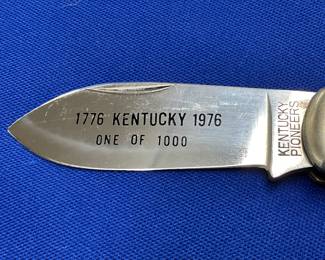 1776 KENTUCKY 1976
ONE OF 1000
KENTUCKY
PIONEERS